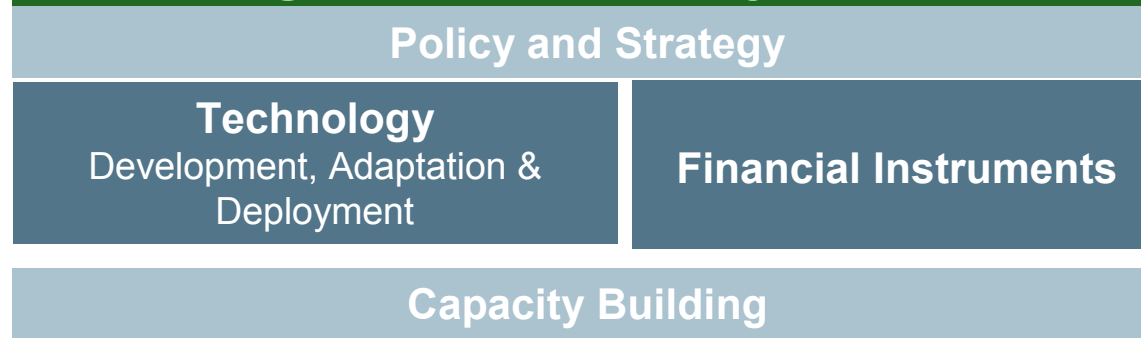 Policy and Strategy
Technology
Development, Adaptation &
Deployment
Financial Instruments
Capacity Building